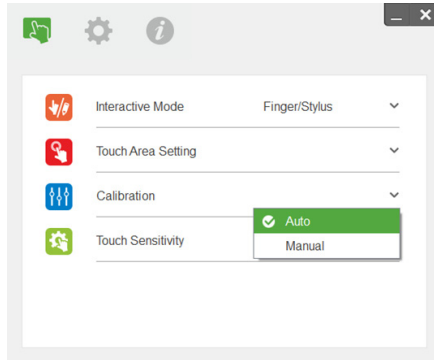 Interactive Mode Finger/Stylus
Touch Area Setting
Calibration
Auto
Touch Sensitivity
Manual